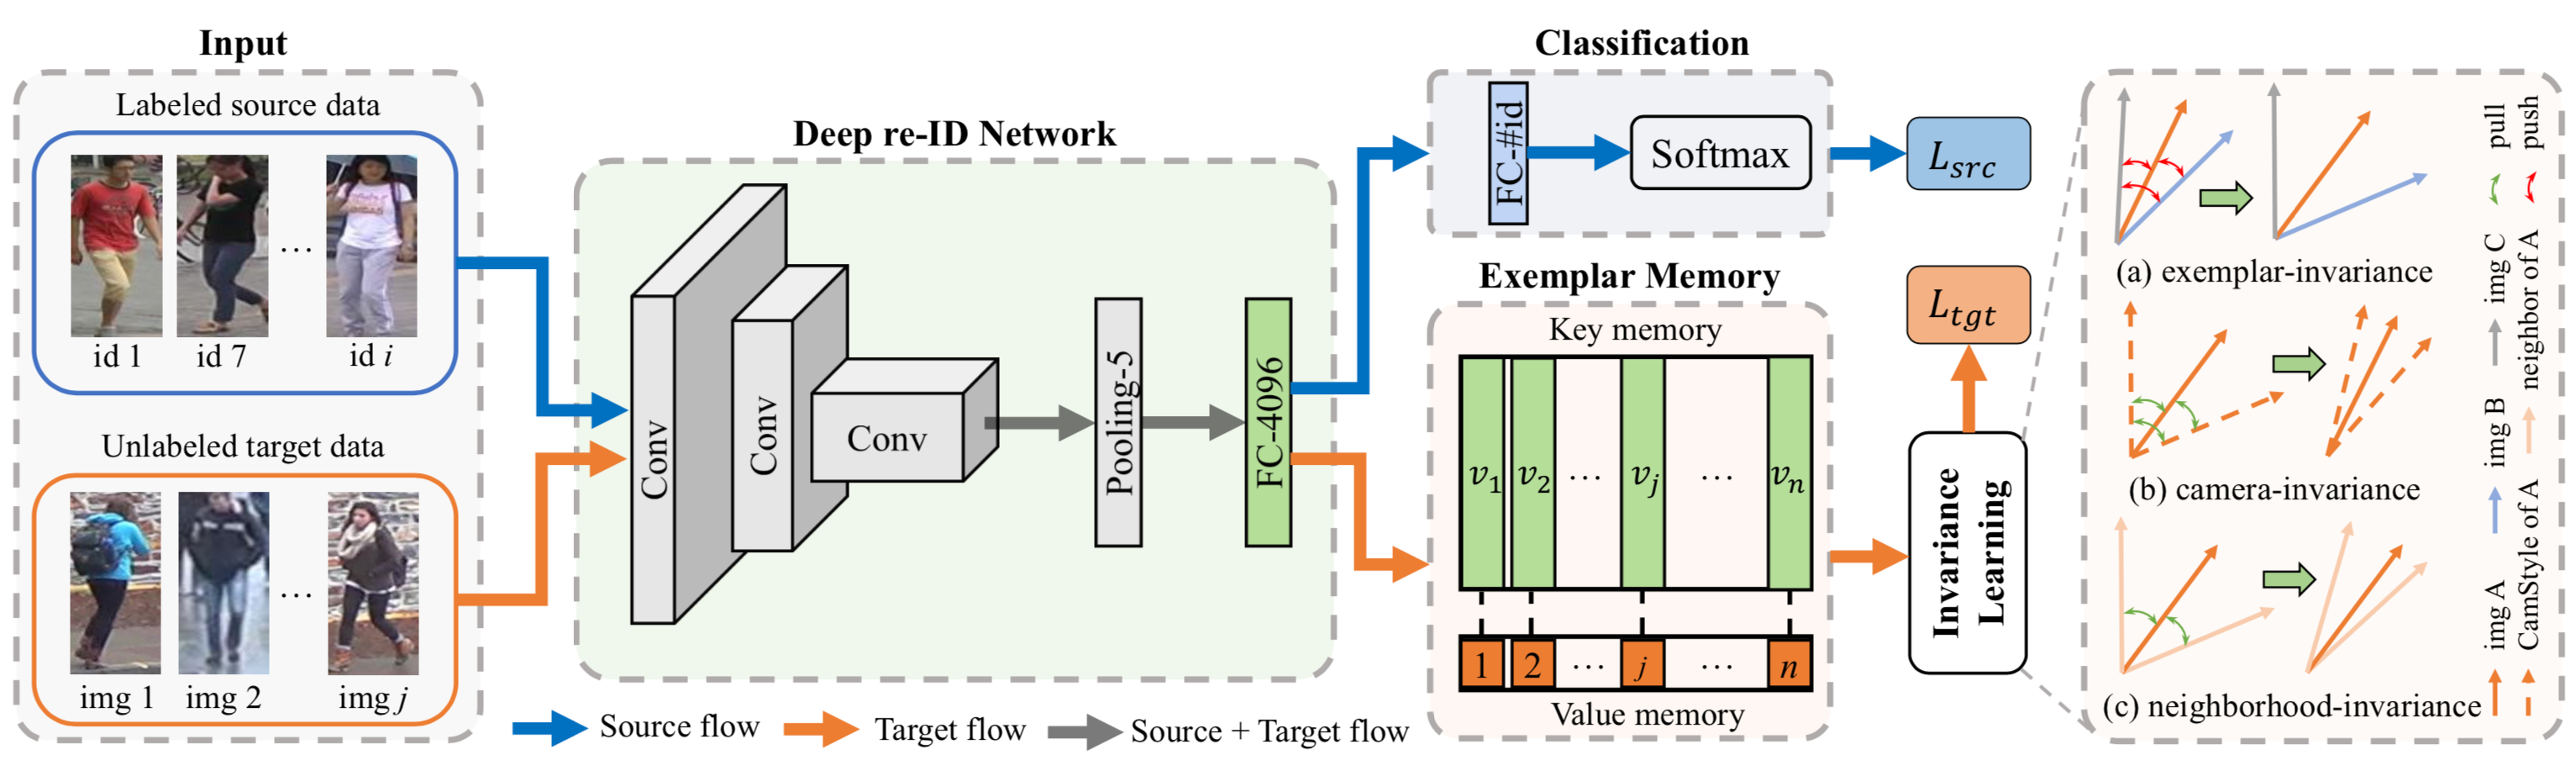 Input
Labeled source data
id 1
id 7
...
id i
Unlabeled target data
img 1
img 2
...
img j
Deep re-ID Network
Conv
Conv
Conv
Pooling-5
FC-4096
Source flow
Target flow
Source + Target flow
Classification
FC-#id
Softmax
L_src
Exemplar Memory
Key memory
v_1 v_2 ... v_j ... v_n
1 2 ... j ... n
Value memory
L_tgt
Invariance
Learning
(a) exemplar-invariance
(b) camera-invariance
(c) neighborhood-invariance
img A
img B
img C
pull
CamStyle of A
neighbor of A
push